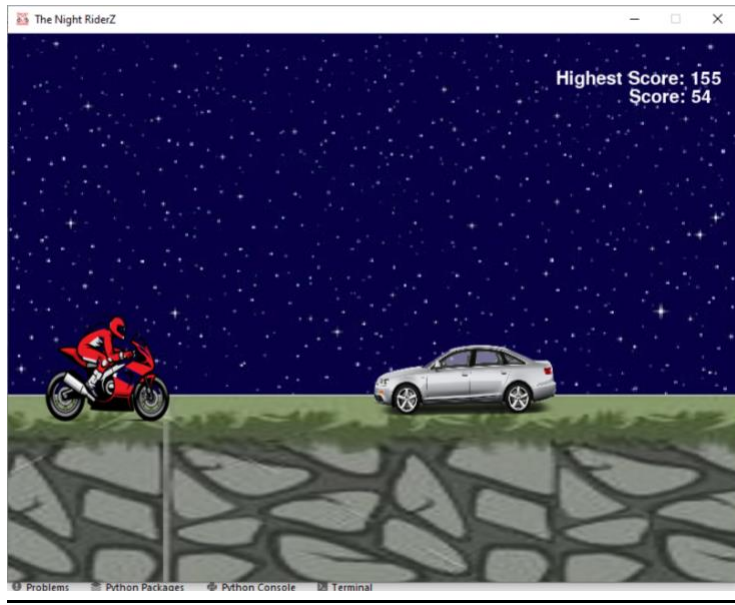 The Night RiderZ
Highest Score: 155
Score: 54
Problems Python Packages Python Console Terminal